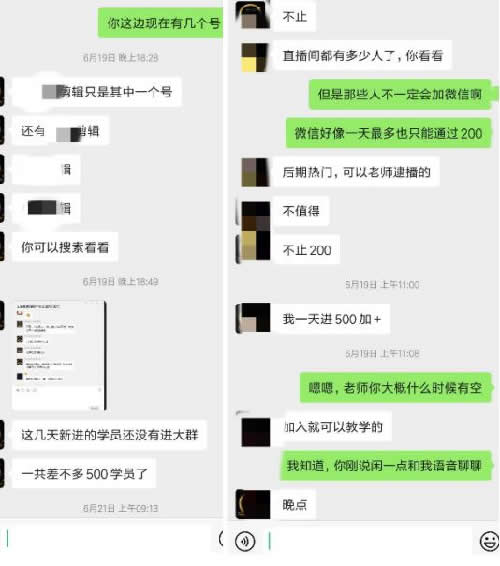 你这边现在有几个号
6月19日 晚上18:28
剪辑只是其中一个号
还有
剪辑
辑
辑
你可以搜素看看
6月19日 晚上18:49
这几天新进的学员还没有进大群
一共差不多500学员了
6月21日 上午09:13
不止
直播间都有多少人了，你看看
但是那些人不一定会加微信啊
微信好像一天最多也只能通过200
后期热门，可以老师逮播的
不值得
不止200
6月19日 上午11:00
我一天进500加+
6月19日 上午11:08
嗯嗯，老师你大概什么时候有空
加入就可以教学的
我知道，你刚说闲一点和我语音聊聊
晚点